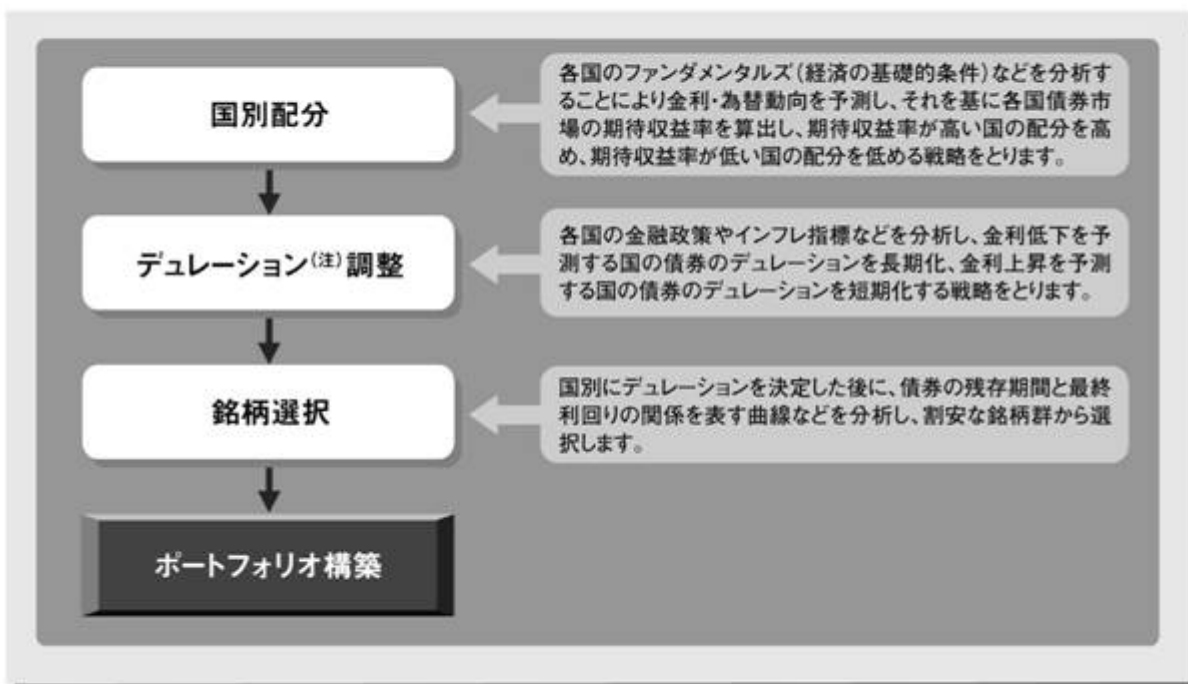 国別配分
各国のファンダメンタルズ(経済の基礎的条件)などを分析す
ることにより金利・為替動向を予測し、それを基に各国債券市
場の期待収益率を算出し、期待収益率が高い国の配分を高
め、期待収益率が低い国の配分を低める戦略をとります。
デュレーション(注)調整
各国の金融政策やインフレ指標などを分析し、金利低下を予
測する国の債券のデュレーションを長期化、金利上昇を予測
する国の債券のデュレーションを短期化する戦略をとります。
銘柄選択
国別にデュレーションを決定した後に、債券の残存期間と最終
利回りの関係を表す曲線などを分析し、割安な銘柄群から選
択します。
ポートフォリオ構築